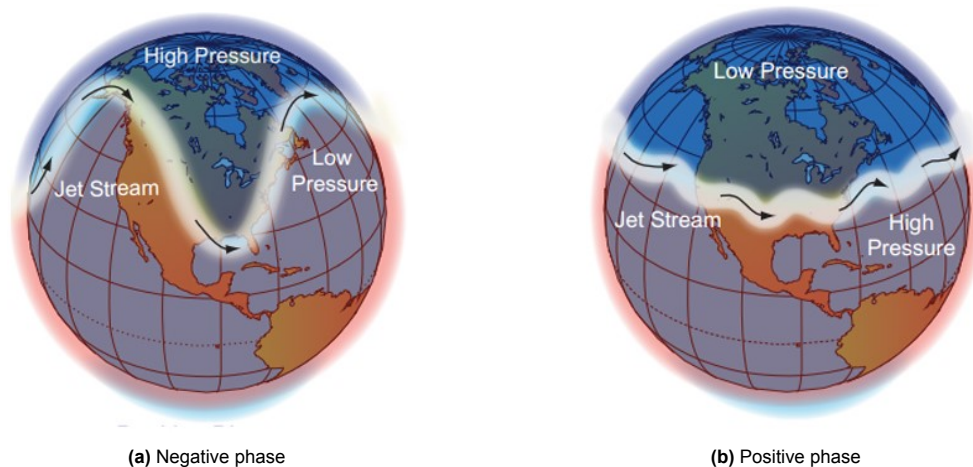 High Pressure
Jet Stream
Low
Pressure
(a) Negative phase
Low Pressure
Jet Stream
High
Pressure
(b) Positive phase